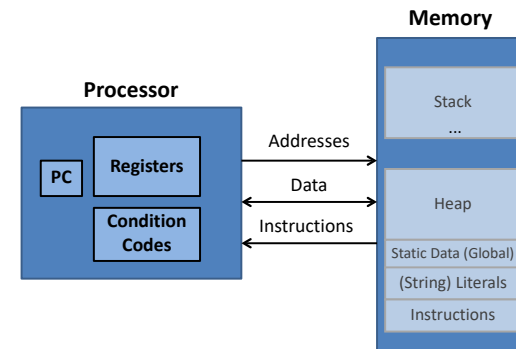 Memory
Processor
Stack
...
Addresses
PC
Registers
Data
Heap
Condition
Codes
Instructions
Static Data (Global)
(String) Literals
Instructions